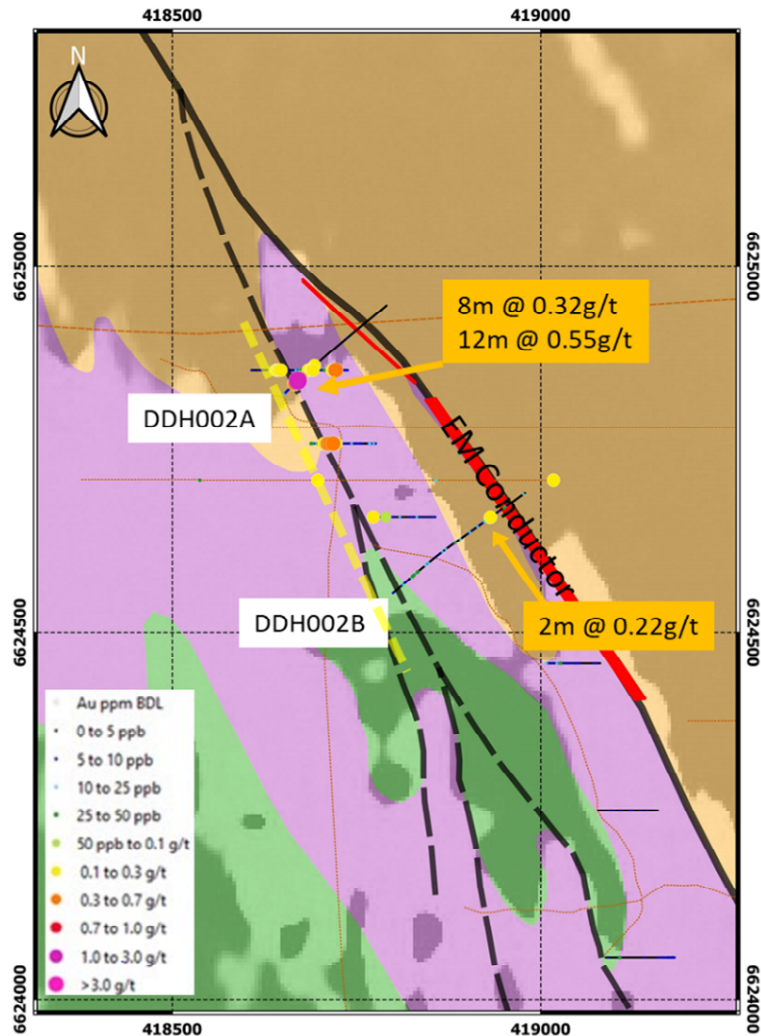 418500
419000
N
6625000
6625000
8m @ 0.32g/t
12m @ 0.55g/t
DDH002A
EM Conductor
DDH002B
2m @ 0.22g/t
6624500
6624500
Au ppm BDL
0 to 5 ppb
5 to 10 ppb
10 to 25 ppb
25 to 50 ppb
50 ppb to 0.1 g/t
0.1 to 0.3 g/t
0.3 to 0.7 g/t
0.7 to 1.0 g/t
1.0 to 3.0 g/t
>3.0 g/t
6624000
6624000
418500
419000